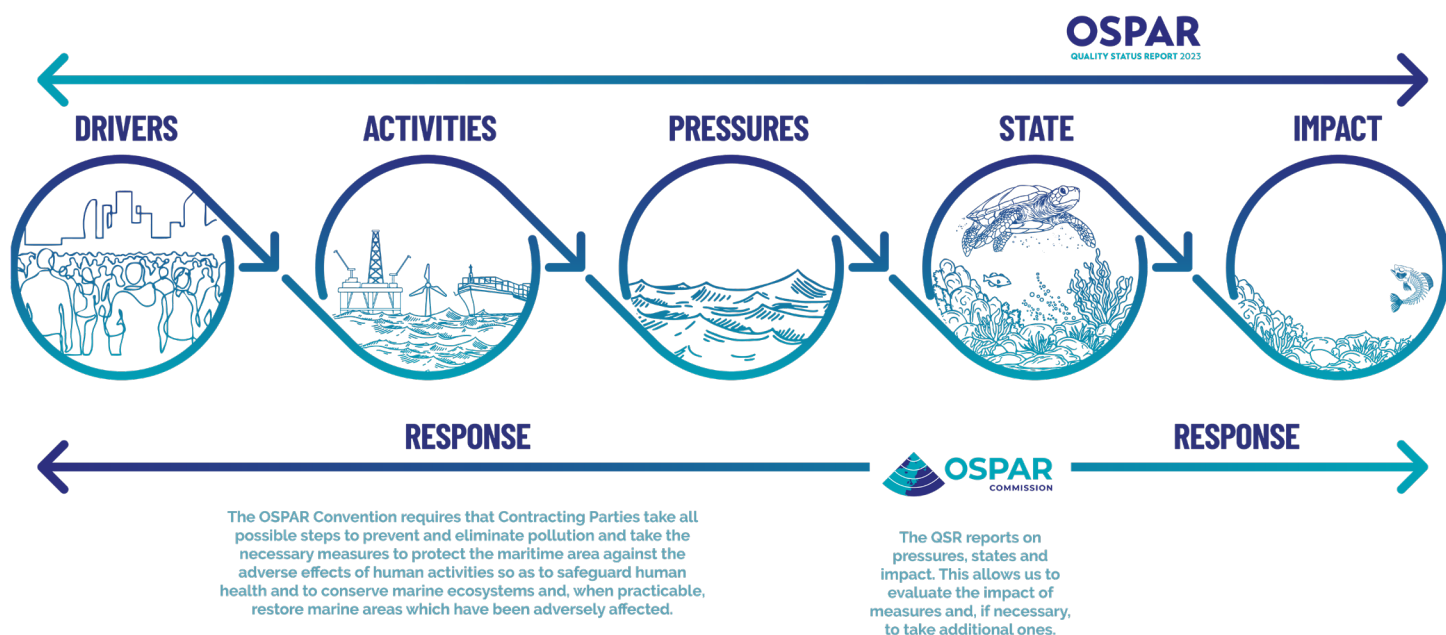 OSPAR
QUALITY STATUS REPORT 2023
DRIVERS
ACTIVITIES
PRESSURES
STATE
IMPACT
RESPONSE
RESPONSE
OSPAR
COMMISSION
The OSPAR Convention requires that Contracting Parties take all
possible steps to prevent and eliminate pollution and take the
necessary measures to protect the maritime area against the
adverse effects of human activities so as to safeguard human
health and to conserve marine ecosystems and, when practicable,
restore marine areas which have been adversely affected.
The QSR reports on
pressures, states and
impact. This allows us to
evaluate the impact of
measures and, if necessary,
to take additional ones.